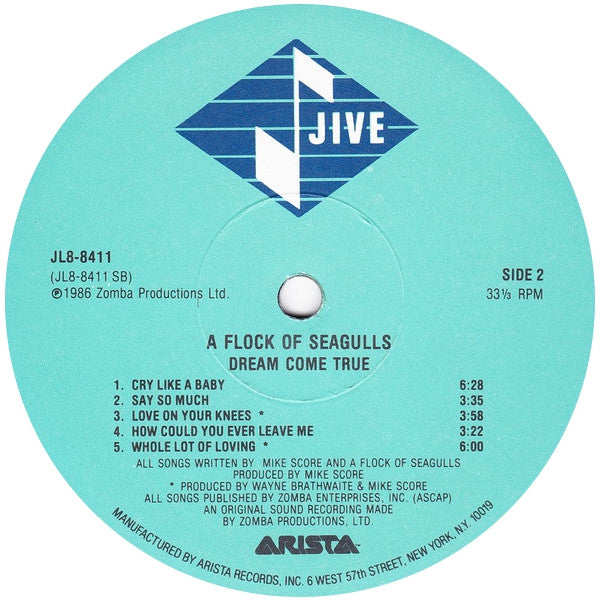 JIVE
JL8-8411
(JL8-8411 SB)
℗1986 Zomba Productions Ltd.
SIDE 2
33⅓ RPM
A FLOCK OF SEAGULLS
DREAM COME TRUE
1. CRY LIKE A BABY 6:28
2. SAY SO MUCH 3:35
3. LOVE ON YOUR KNEES * 3:58
4. HOW COULD YOU EVER LEAVE ME 3:22
5. WHOLE LOT OF LOVING * 6:00
ALL SONGS WRITTEN BY MIKE SCORE AND A FLOCK OF SEAGULLS
PRODUCED BY MIKE SCORE
* PRODUCED BY WAYNE BRATHWAITE & MIKE SCORE
ALL SONGS PUBLISHED BY ZOMBA ENTERPRISES, INC. (ASCAP)
AN ORIGINAL SOUND RECORDING MADE
BY ZOMBA PRODUCTIONS, LTD.
ARISTA
MANUFACTURED BY ARISTA RECORDS, INC. 6 WEST 57th STREET, NEW YORK, N.Y. 10019